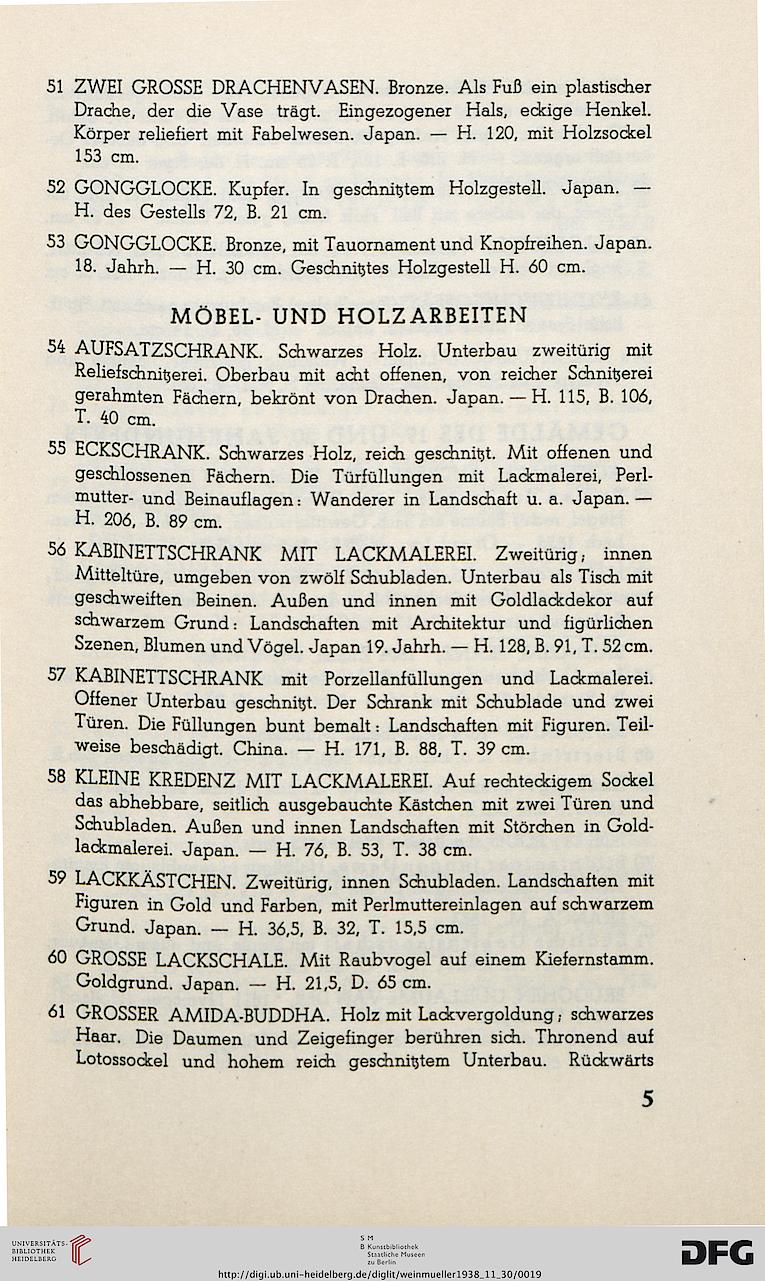 51 ZWEI GROSSE DRACHENVASEN. Bronze. Als Fuß ein plastischer
Drache, der die Vase trägt. Eingezogener Hals, eckige Henkel.
Körper reliefiert mit Fabelwesen. Japan. — H. 120, mit Holzsockel
153 cm.
52 GONGGLOCKE. Kupfer. In geschnitztem Holzgestell. Japan. —
H. des Gestells 72, B. 21 cm.
53 GONGGLOCKE. Bronze, mit Tauornament und Knopfreihen. Japan.
18. Jahrh. — H. 30 cm. Geschnitztes Holzgestell H. 60 cm.
MÖBEL- UND HOLZARBEITEN
54 AUFSATZSCHRANK. Schwarzes Holz. Unterbau zweitürig mit
Reliefschnitzerei. Oberbau mit acht offenen, von reicher Schnitzerei
gerahmten Fächern, bekrönt von Drachen. Japan. — H. 115, B. 106,
T. 40 cm.
55 ECKSCHRANK. Schwarzes Holz, reich geschnitzt. Mit offenen und
geschlossenen Fächern. Die Türfüllungen mit Lackmalerei, Perl-
mutter- und Beinauflagen: Wanderer in Landschaft u. a. Japan. —
H. 206, B. 89 cm.
56 KABINETTSCHRANK MIT LACKMALEREI. Zweitürig; innen
Mitteltüre, umgeben von zwölf Schubladen. Unterbau als Tisch mit
geschweiften Beinen. Außen und innen mit Goldlackdekor auf
schwarzem Grund: Landschaften mit Architektur und figürlichen
Szenen, Blumen und Vögel. Japan 19. Jahrh. — H. 128, B. 91, T. 52 cm.
57 KABINETTSCHRANK mit Porzellanfüllungen und Lackmalerei.
Offener Unterbau geschnitzt. Der Schrank mit Schublade und zwei
Türen. Die Füllungen bunt bemalt: Landschaften mit Figuren. Teil-
weise beschädigt. China. — H. 171, B. 88, T. 39 cm.
58 KLEINE KREDENZ MIT LACKMALEREI. Auf rechteckigem Sockel
das abhebbare, seitlich ausgebauchte Kästchen mit zwei Türen und
Schubladen. Außen und innen Landschaften mit Störchen in Gold-
lackmalerei. Japan. — H. 76, B. 53, T. 38 cm.
59 LACKKÄSTCHEN. Zweitürig, innen Schubladen. Landschaften mit
Figuren in Gold und Farben, mit Perlmuttereinlagen auf schwarzem
Grund. Japan. — H. 36,5, B. 32, T. 15,5 cm.
60 GROSSE LACKSCHALE. Mit Raubvogel auf einem Kiefernstamm.
Goldgrund. Japan. — H. 21,5, D. 65 cm.
61 GROSSER AMIDA-BUDDHA. Holz mit Lackvergoldung; schwarzes
Haar. Die Daumen und Zeigefinger berühren sich. Thronend auf
Lotossockel und hohem reich geschnitztem Unterbau. Rückwärts
5
UNIVERSITÄTS-
BIBLIOTHEK
HEIDELBERG
S M
B Kunstbibliothek
Staatliche Museen
zu Berlin
DFG
http://digi.ub.uni-heidelberg.de/diglit/weinmueller1938_11_30/0019